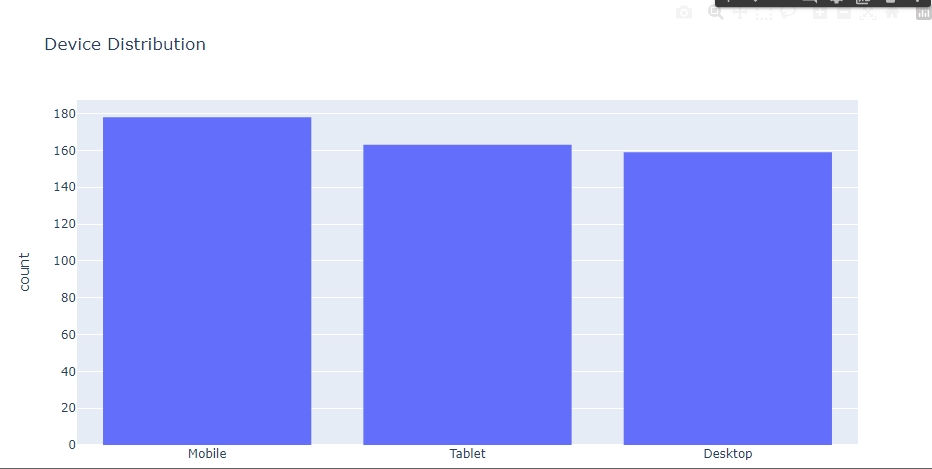 Device Distribution
180
160
140
120
100
80
60
40
20
0
count
Mobile
Tablet
Desktop